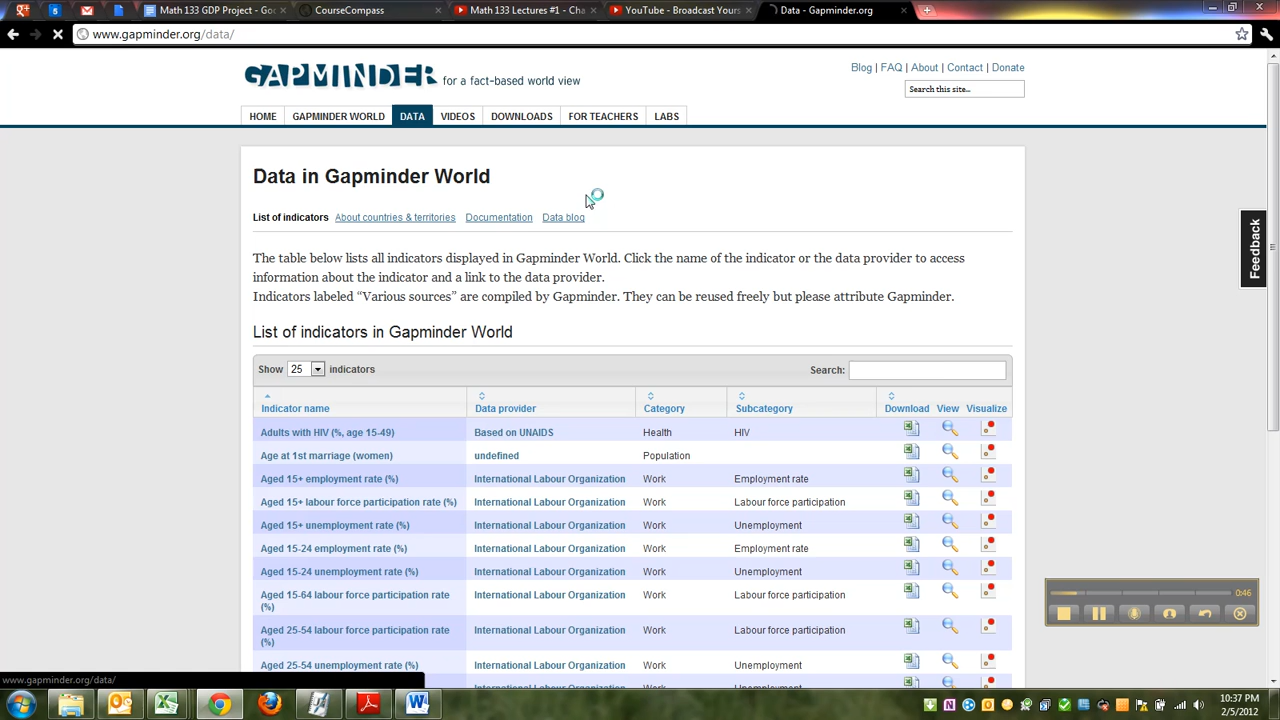 5
Math 133 GDP Project - Goo
CourseCompass
Math 133 Lectures #1 - Cha
YouTube - Broadcast Yours
Data - Gapminder.org
www.gapminder.org/data/
GAPMINDER for a fact-based world view
Blog | FAQ | About | Contact | Donate
Search this site...
HOME GAPMINDER WORLD DATA VIDEOS DOWNLOADS FOR TEACHERS LABS
Data in Gapminder World
List of indicators About countries & territories Documentation Data blog
The table below lists all indicators displayed in Gapminder World. Click the name of the indicator or the data provider to access
information about the indicator and a link to the data provider.
Indicators labeled “Various sources” are compiled by Gapminder. They can be reused freely but please attribute Gapminder.
Feedback
List of indicators in Gapminder World
Show 25 indicators Search:
Indicator name Data provider Category Subcategory Download View Visualize
Adults with HIV (%, age 15-49) Based on UNAIDS Health HIV
Age at 1st marriage (women) undefined Population
Aged 15+ employment rate (%) International Labour Organization Work Employment rate
Aged 15+ labour force participation rate (%) International Labour Organization Work Labour force participation
Aged 15+ unemployment rate (%) International Labour Organization Work Unemployment
Aged 15-24 employment rate (%) International Labour Organization Work Employment rate
Aged 15-24 unemployment rate (%) International Labour Organization Work Unemployment
Aged 15-64 labour force participation rate International Labour Organization Work Labour force participation
(%)
Aged 25-54 labour force participation rate International Labour Organization Work Labour force participation
(%)
Aged 25-54 unemployment rate (%) International Labour Organization Work Unemployment
0:46
www.gapminder.org/data/
10:37 PM
2/5/2012